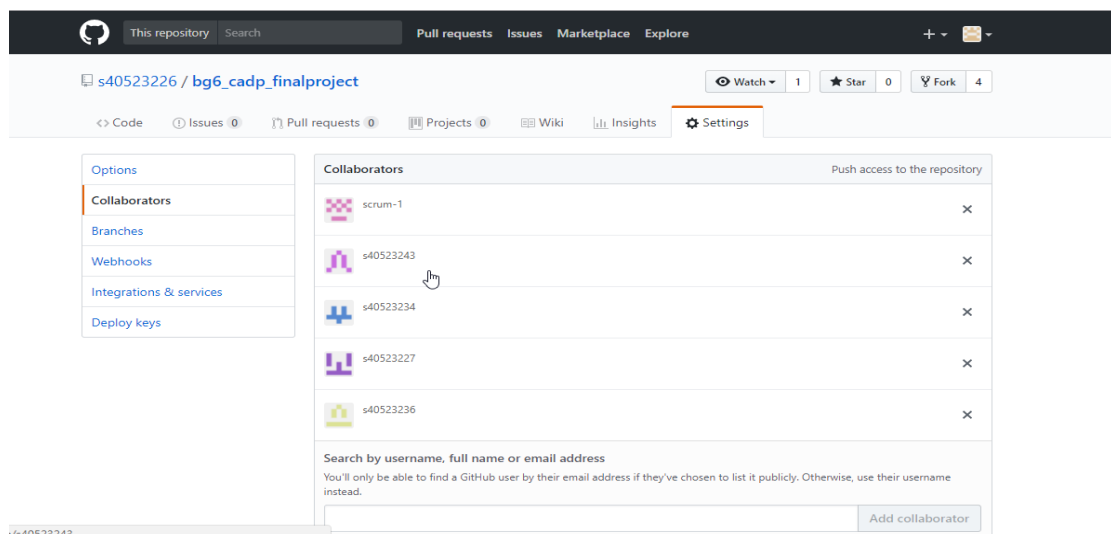 This repository Search Pull requests Issues Marketplace Explore
s40523226 / bg6_cadp_finalproject Watch 1 Star 0 Fork 4
Code Issues 0 Pull requests 0 Projects 0 Wiki Insights Settings
Options
Collaborators
Branches
Webhooks
Integrations & services
Deploy keys
Collaborators Push access to the repository
scrum-1
s40523243
s40523234
s40523227
s40523236
Search by username, full name or email address
You'll only be able to find a GitHub user by their email address if they've chosen to list it publicly. Otherwise, use their username
instead.
Add collaborator